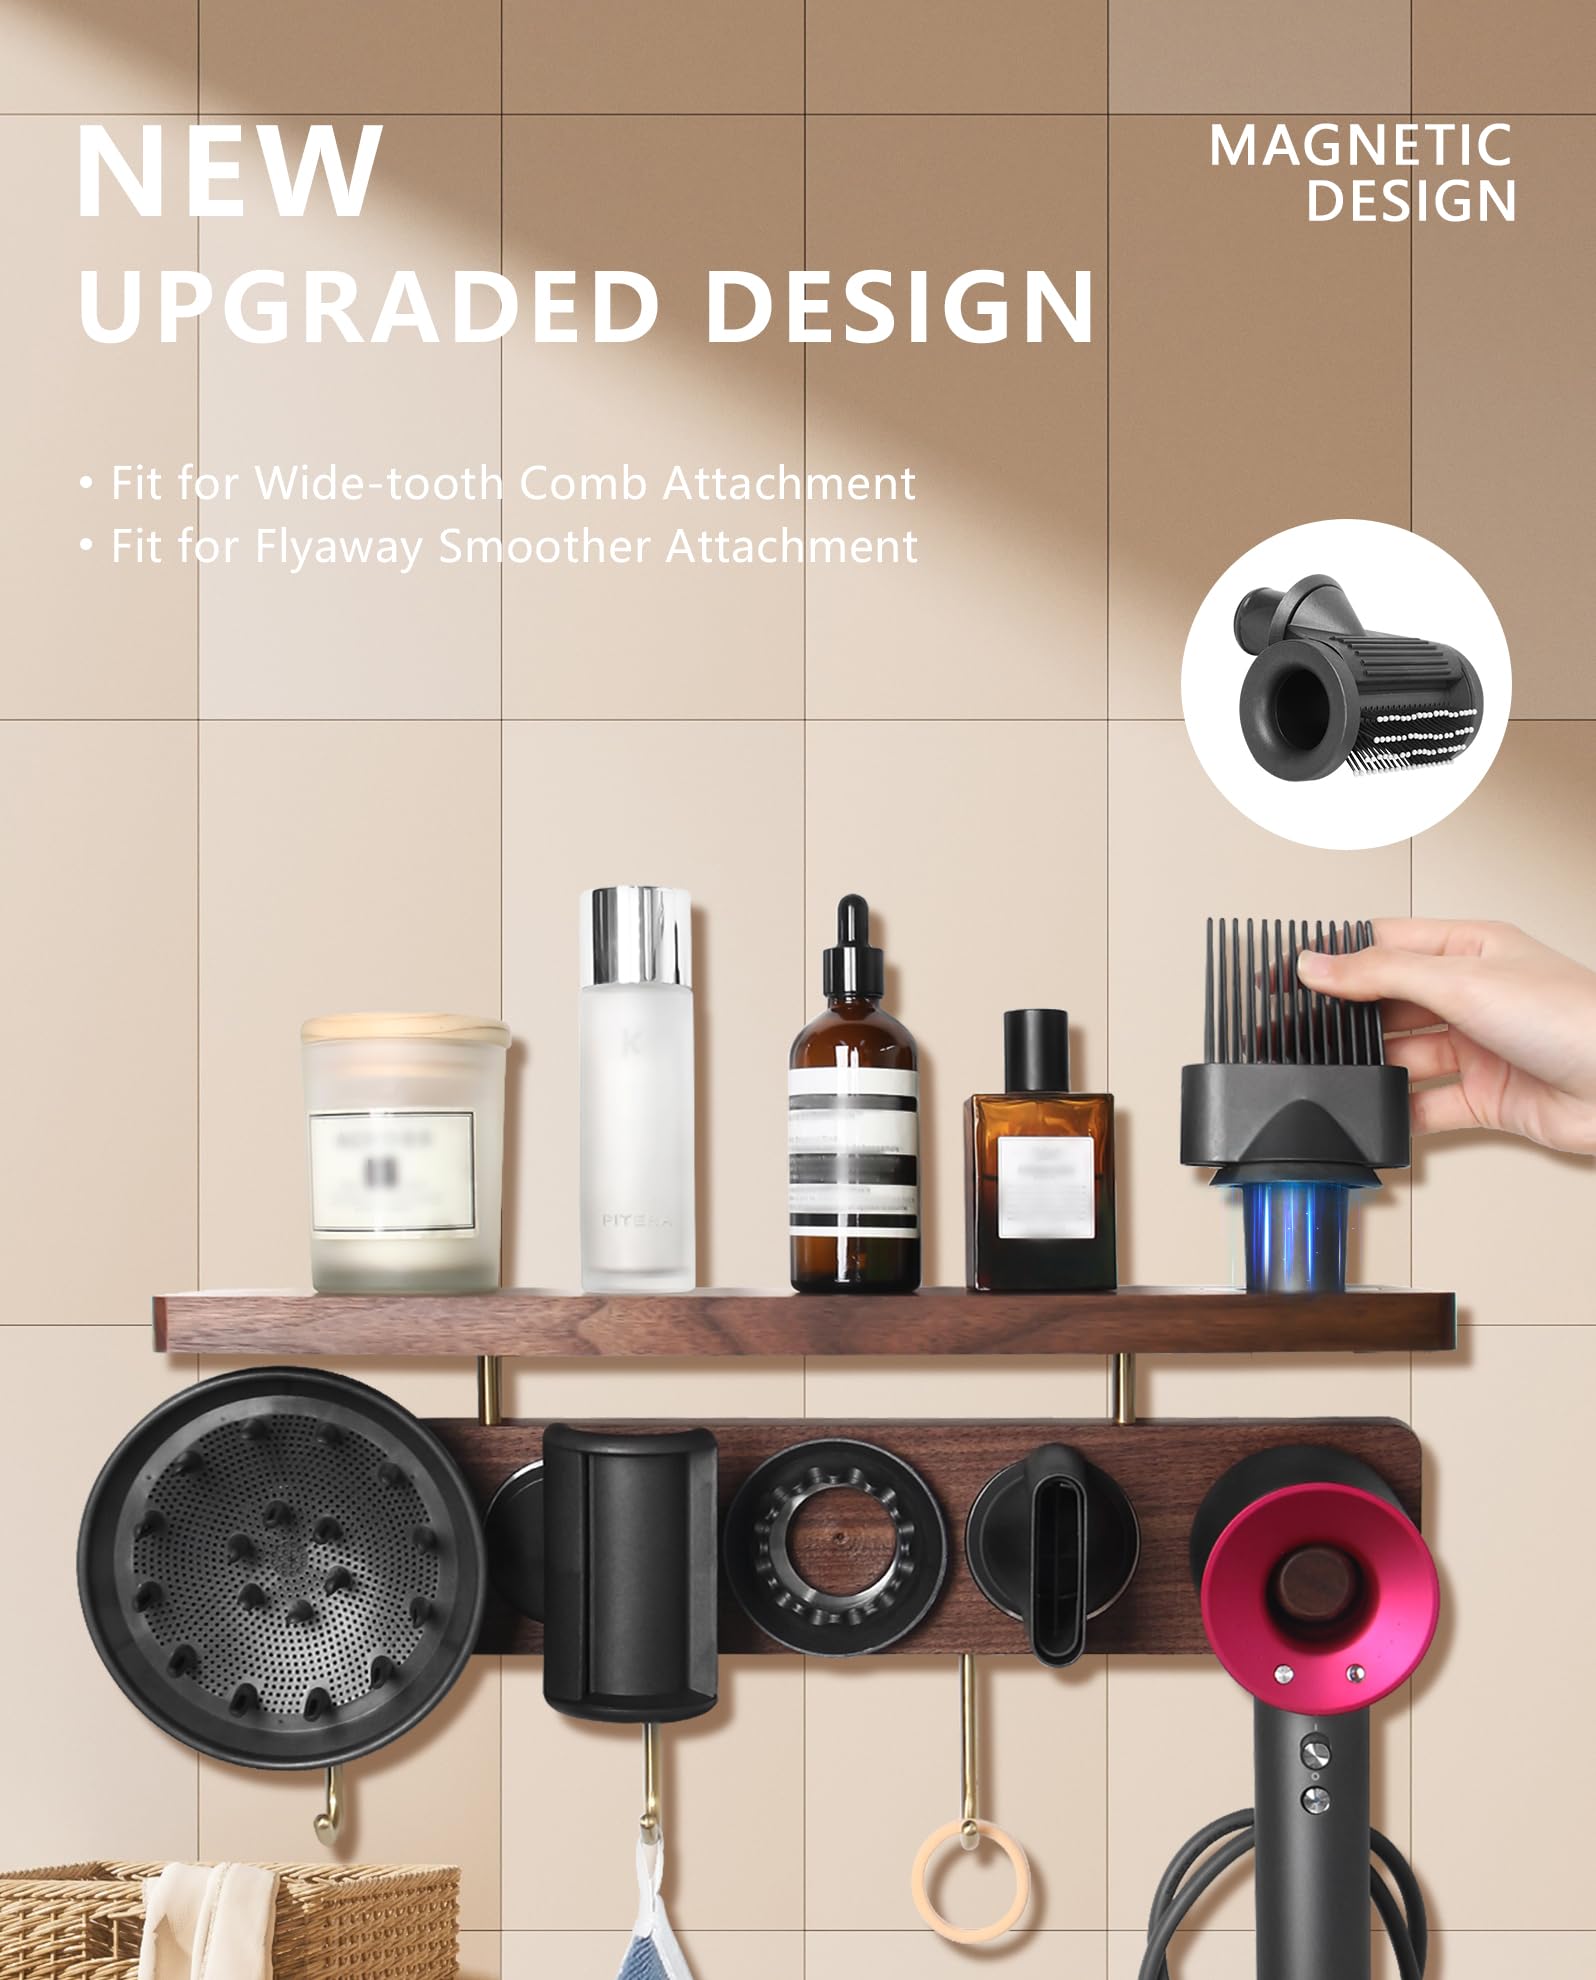 NEW
UPGRADED DESIGN
MAGNETIC
DESIGN
• Fit for Wide-tooth Comb Attachment
• Fit for Flyaway Smoother Attachment
PITERA